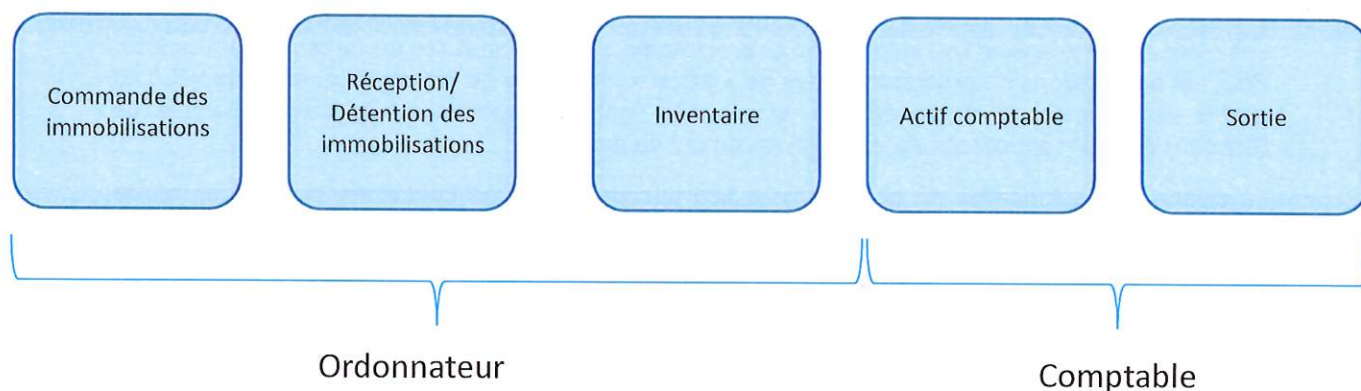 Commande des
immobilisations
Réception/
Détention des
immobilisations
Inventaire
Actif comptable
Sortie
Ordonnateur
Comptable